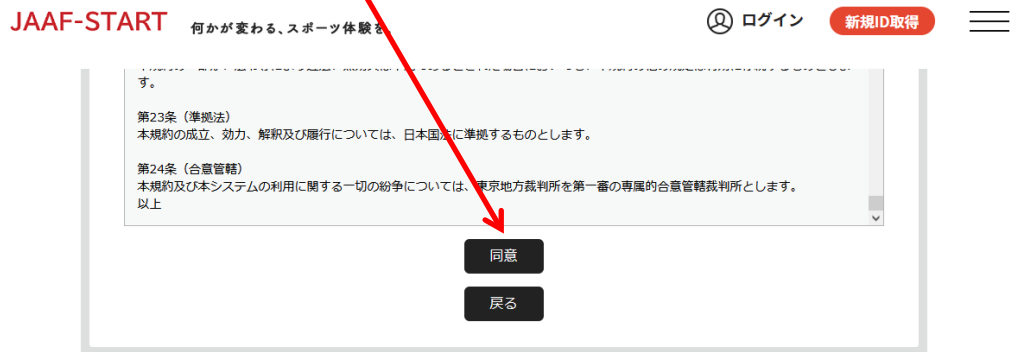 JAAF-START
何かが変わる、スポーツ体験を
ログイン
新規ID取得
す。
第23条（準拠法）
本規約の成立、効力、解釈及び履行については、日本国法に準拠するものとします。
第24条（合意管轄）
本規約及び本システムの利用に関する一切の紛争については、東京地方裁判所を第一審の専属的合意管轄裁判所とします。
以上
同意
戻る